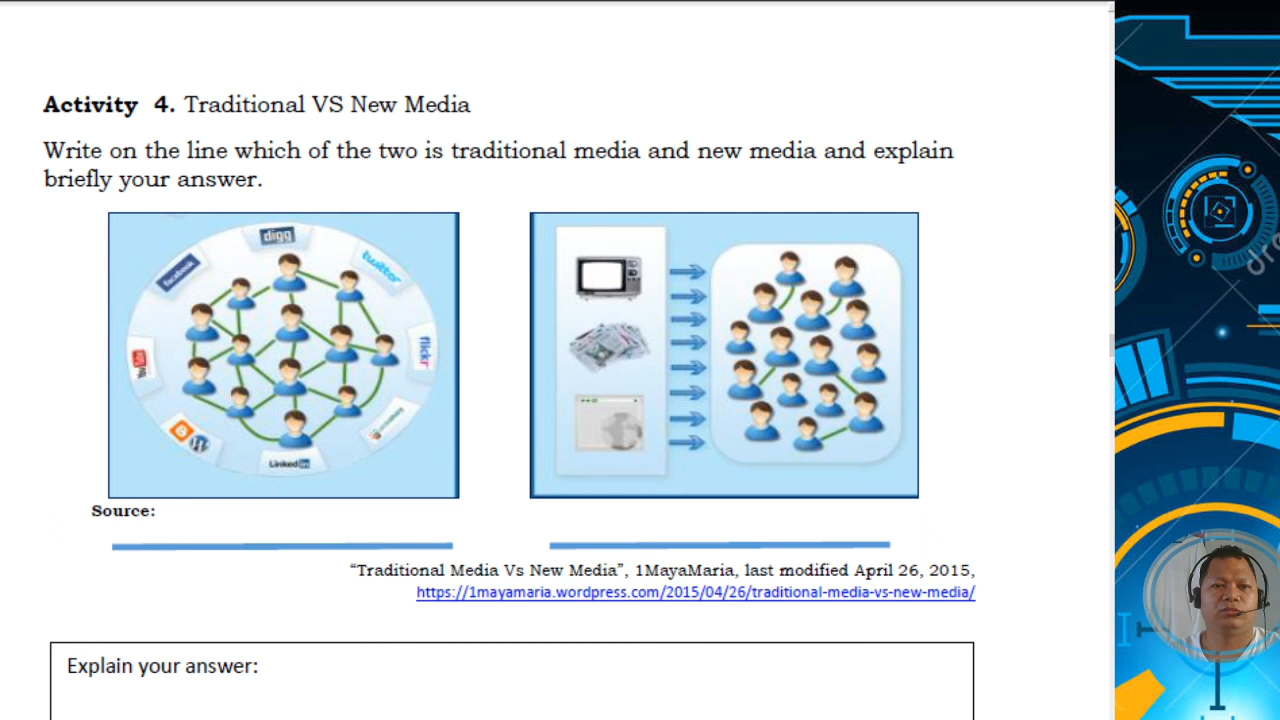 Activity 4. Traditional VS New Media
Write on the line which of the two is traditional media and new media and explain
briefly your answer.
digg
facebook
twitter
flickr
Linked in
Source:
“Traditional Media Vs New Media”, 1MayaMaria, last modified April 26, 2015,
https://1mayamaria.wordpress.com/2015/04/26/traditional-media-vs-new-media/
Explain your answer: